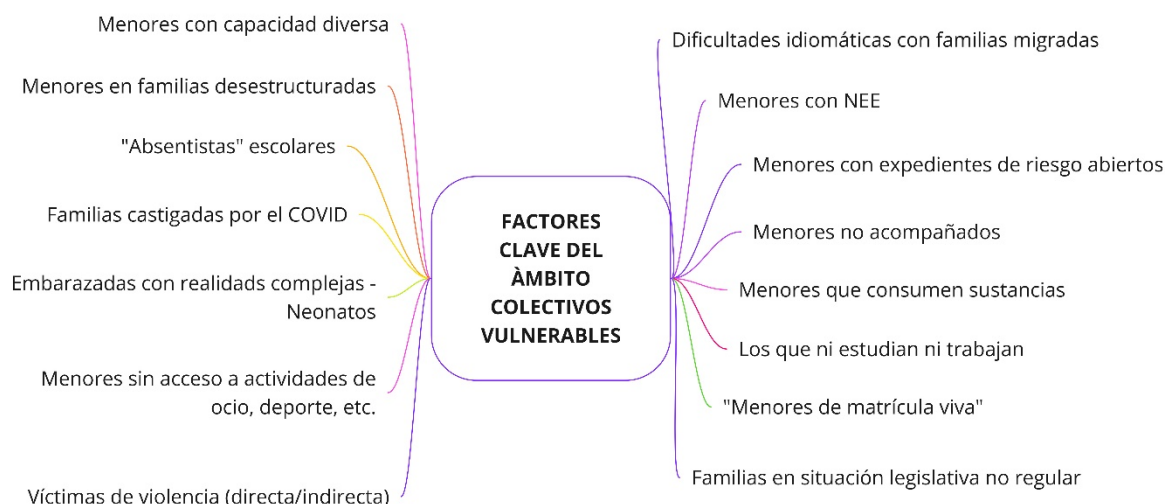 Menores con capacidad diversa
Menores en familias desestructuradas
"Absentistas" escolares
Familias castigadas por el COVID
Embarazadas con realidads complejas -
Neonatos
Menores sin acceso a actividades de
ocio, deporte, etc.
Víctimas de violencia (directa/indirecta)
FACTORES
CLAVE DEL
ÀMBITO
COLECTIVOS
VULNERABLES
Dificultades idiomáticas con familias migradas
Menores con NEE
Menores con expedientes de riesgo abiertos
Menores no acompañados
Menores que consumen sustancias
Los que ni estudian ni trabajan
"Menores de matrícula viva"
Familias en situación legislativa no regular